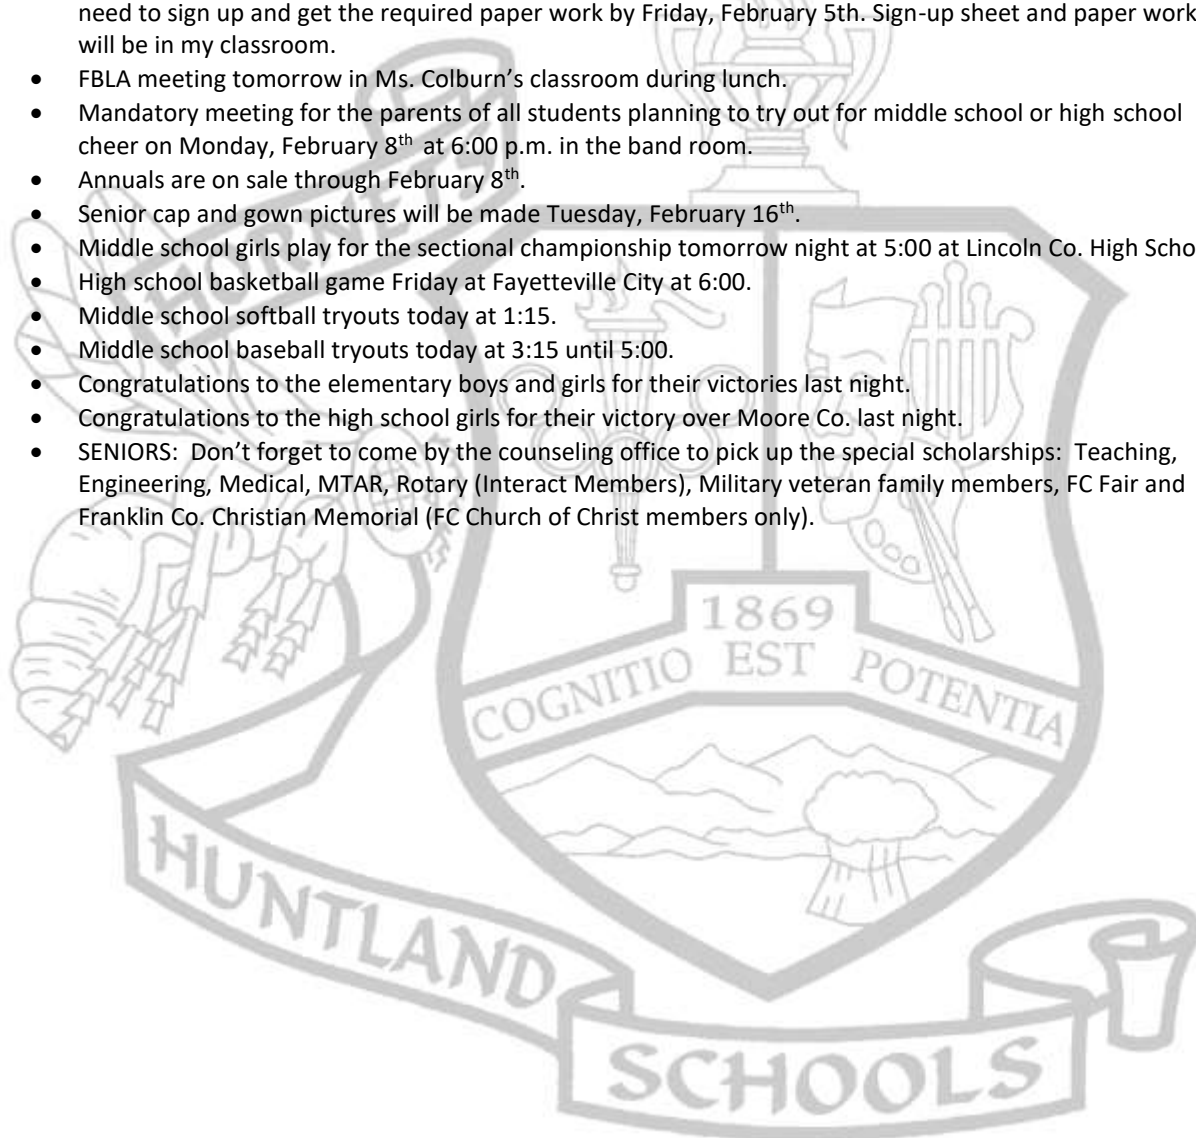 need to sign up and get the required paper work by Friday, February 5th. Sign-up sheet and paper work
will be in my classroom.
• FBLA meeting tomorrow in Ms. Colburn’s classroom during lunch.
• Mandatory meeting for the parents of all students planning to try out for middle school or high school
cheer on Monday, February 8th at 6:00 p.m. in the band room.
• Annuals are on sale through February 8th.
• Senior cap and gown pictures will be made Tuesday, February 16th.
• Middle school girls play for the sectional championship tomorrow night at 5:00 at Lincoln Co. High Scho
• High school basketball game Friday at Fayetteville City at 6:00.
• Middle school softball tryouts today at 1:15.
• Middle school baseball tryouts today at 3:15 until 5:00.
• Congratulations to the elementary boys and girls for their victories last night.
• Congratulations to the high school girls for their victory over Moore Co. last night.
• SENIORS:  Don’t forget to come by the counseling office to pick up the special scholarships:  Teaching,
Engineering, Medical, MTAR, Rotary (Interact Members), Military veteran family members, FC Fair and
Franklin Co. Christian Memorial (FC Church of Christ members only).
HORNETS
1869
COGNITIO EST POTENTIA
HUNTLAND
SCHOOLS